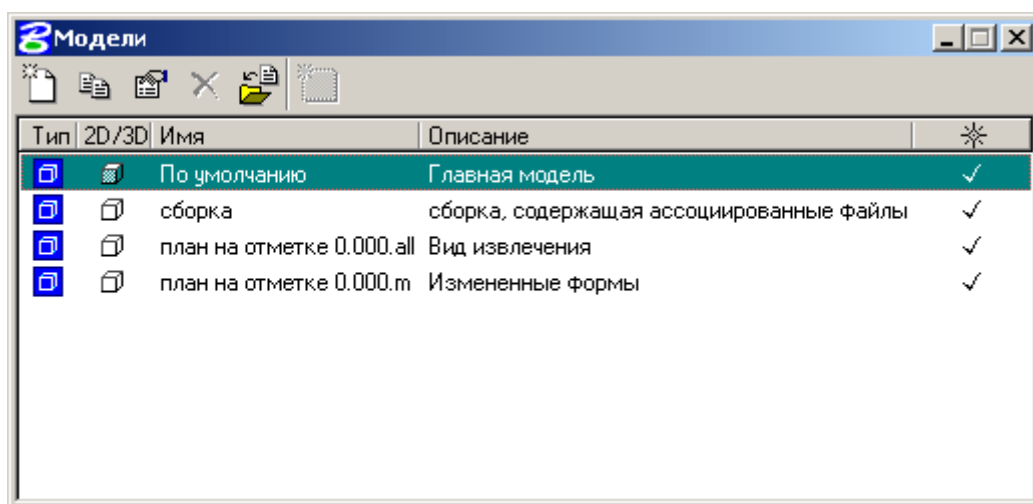 Модели
Тип 2D/3D Имя Описание
По умолчанию Главная модель
сборка сборка, содержащая ассоциированные файлы
план на отметке 0.000.all Вид извлечения
план на отметке 0.000.m Измененные формы